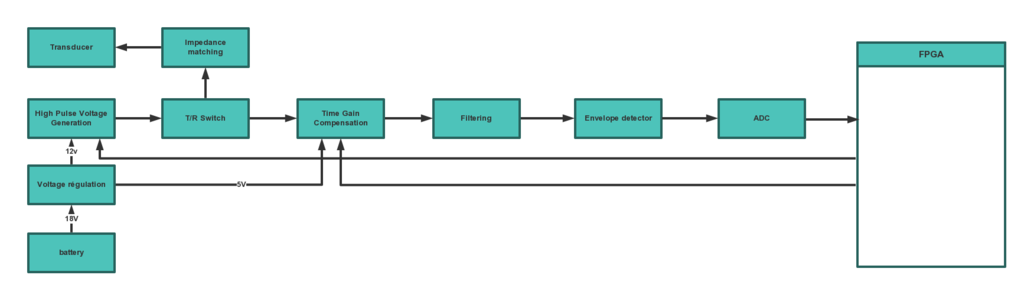 Transducer
Impedance
matching
FPGA
High Pulse Voltage
Generation
T/R Switch
Time Gain
Compensation
Filtering
Envelope detector
ADC
12v
Voltage régulation
5V
18V
battery